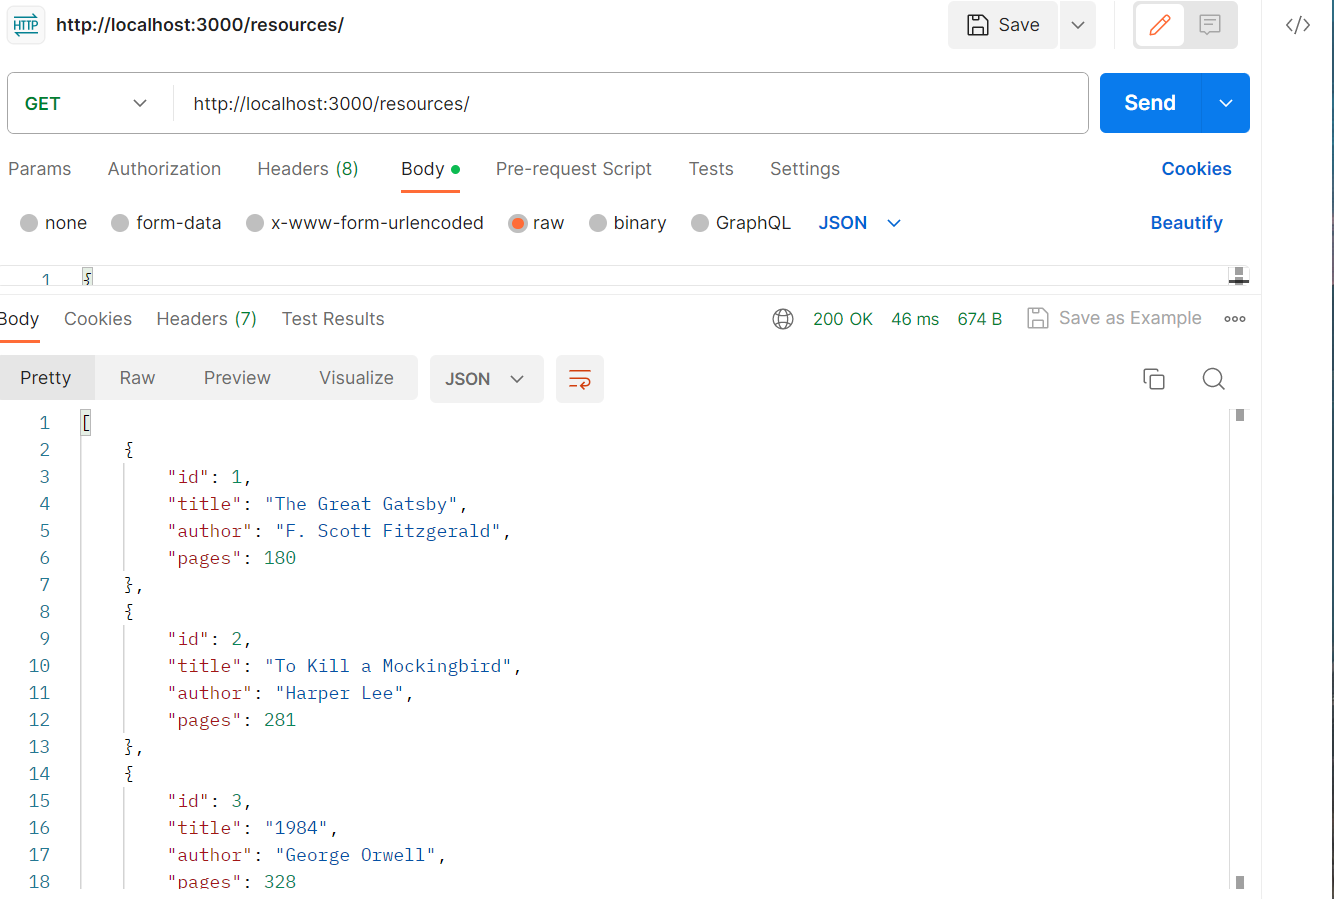 HTTP http://localhost:3000/resources/ Save
GET http://localhost:3000/resources/ Send
Params Authorization Headers (8) Body Pre-request Script Tests Settings Cookies
none form-data x-www-form-urlencoded raw binary GraphQL JSON Beautify
1 {
Body Cookies Headers (7) Test Results 200 OK 46 ms 674 B Save as Example
Pretty Raw Preview Visualize JSON
1 [
2 {
3 "id": 1,
4 "title": "The Great Gatsby",
5 "author": "F. Scott Fitzgerald",
6 "pages": 180
7 },
8 {
9 "id": 2,
10 "title": "To Kill a Mockingbird",
11 "author": "Harper Lee",
12 "pages": 281
13 },
14 {
15 "id": 3,
16 "title": "1984",
17 "author": "George Orwell",
18 "pages": 328